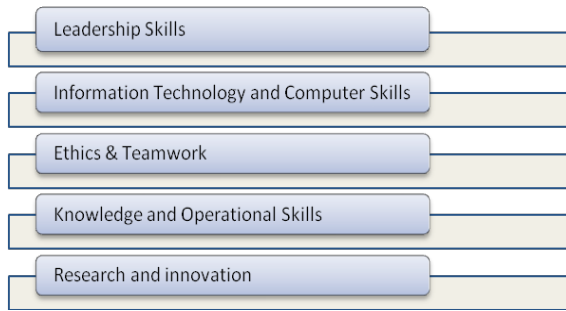 Leadership Skills
Information Technology and Computer Skills
Ethics & Teamwork
Knowledge and Operational Skills
Research and innovation